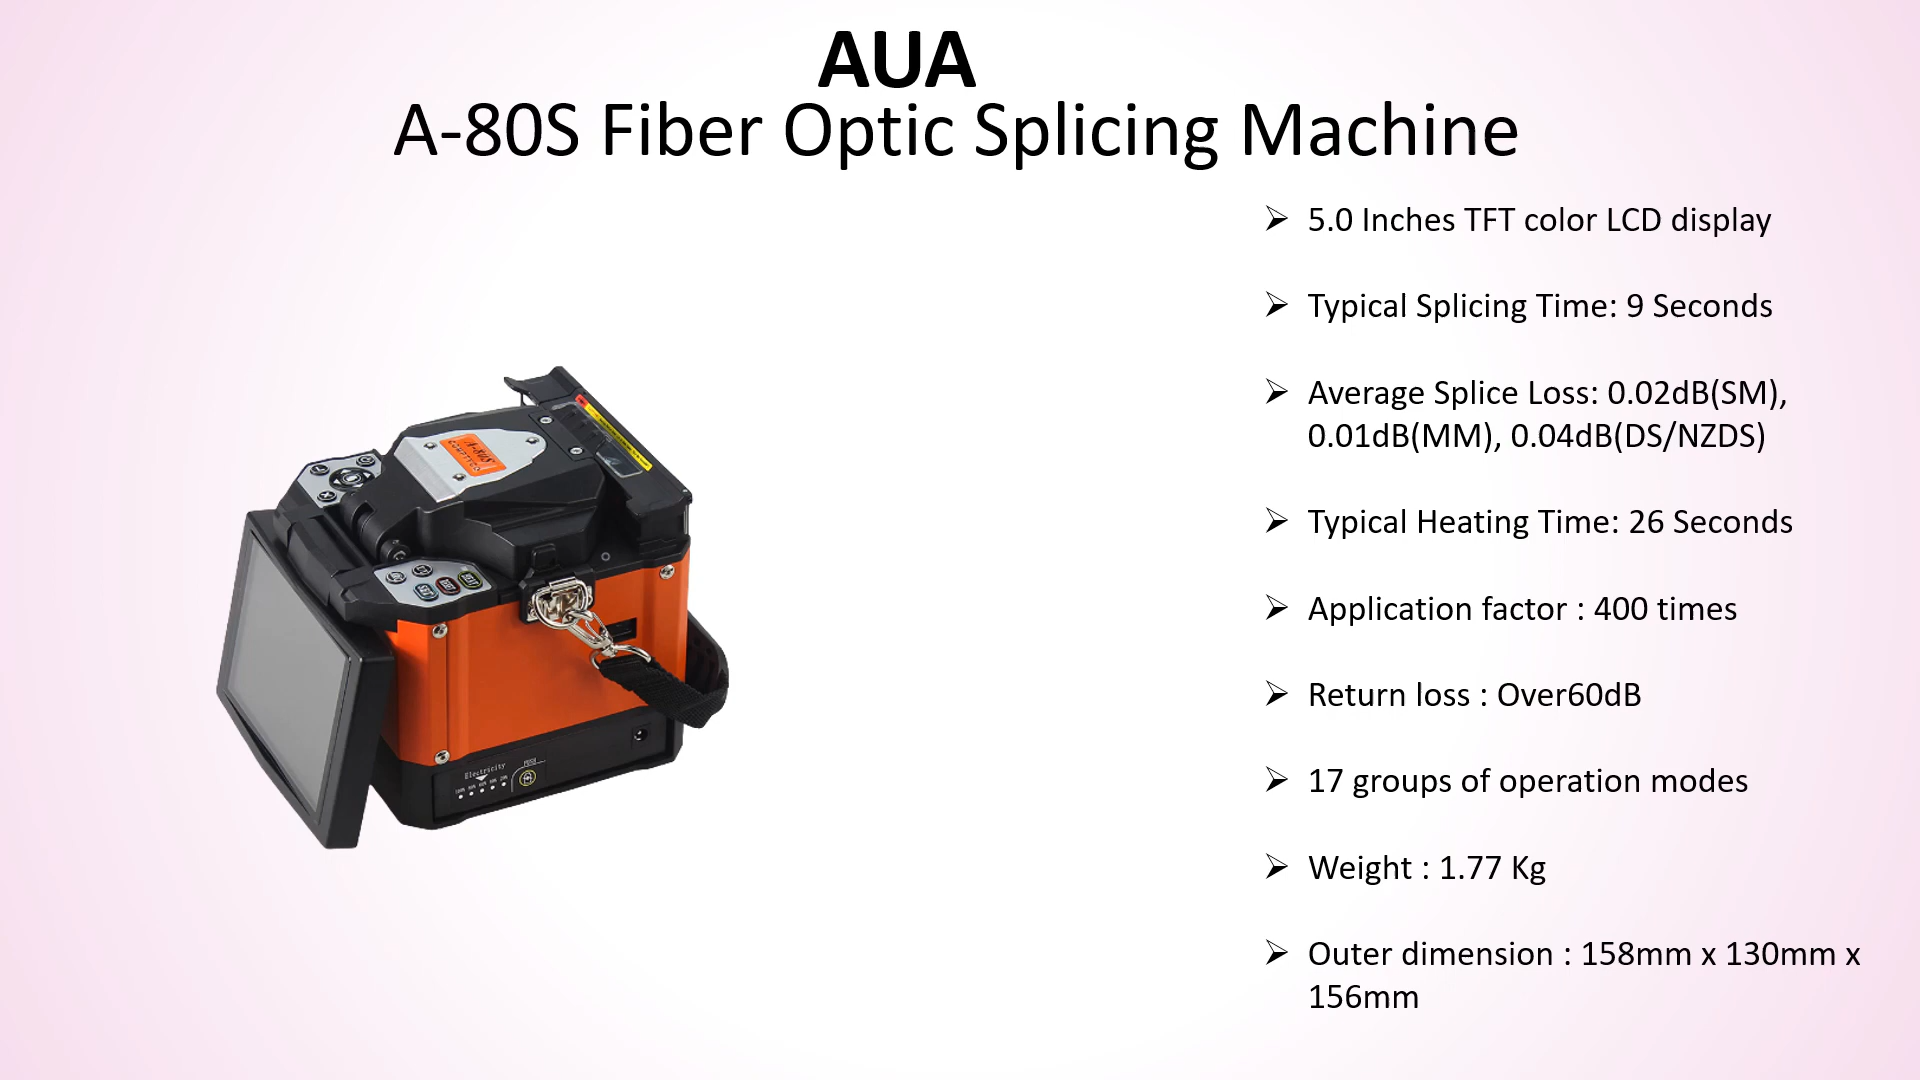 AUA
A-80S Fiber Optic Splicing Machine
5.0 Inches TFT color LCD display
Typical Splicing Time: 9 Seconds
Average Splice Loss: 0.02dB(SM),
0.01dB(MM), 0.04dB(DS/NZDS)
Typical Heating Time: 26 Seconds
Application factor : 400 times
Return loss : Over60dB
17 groups of operation modes
Weight : 1.77 Kg
Outer dimension : 158mm x 130mm x
156mm
A-80S
Electricity
PUSH